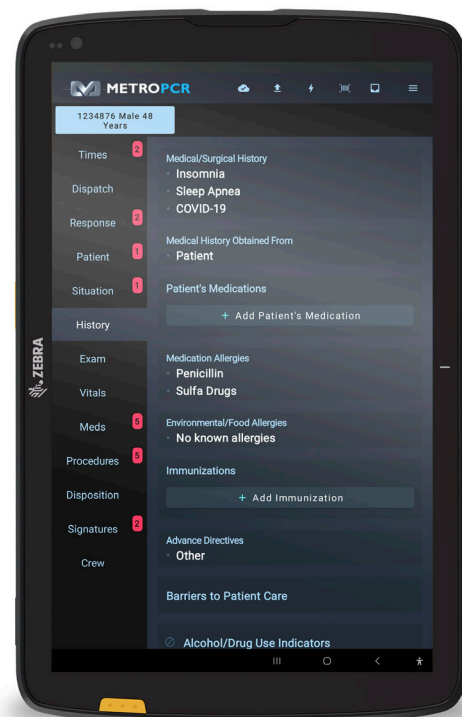 METROPCR
1234876 Male 48
Years
Times
2
Dispatch
Response
2
Patient
1
Situation
1
History
Exam
Vitals
Meds
5
Procedures
5
Disposition
Signatures
2
Crew
Medical/Surgical History
Insomnia
Sleep Apnea
COVID-19
Medical History Obtained From
Patient
Patient's Medications
+ Add Patient's Medication
Medication Allergies
Penicillin
Sulfa Drugs
Environmental/Food Allergies
No known allergies
Immunizations
+ Add Immunization
Advance Directives
Other
Barriers to Patient Care
Alcohol/Drug Use Indicators
ZEBRA